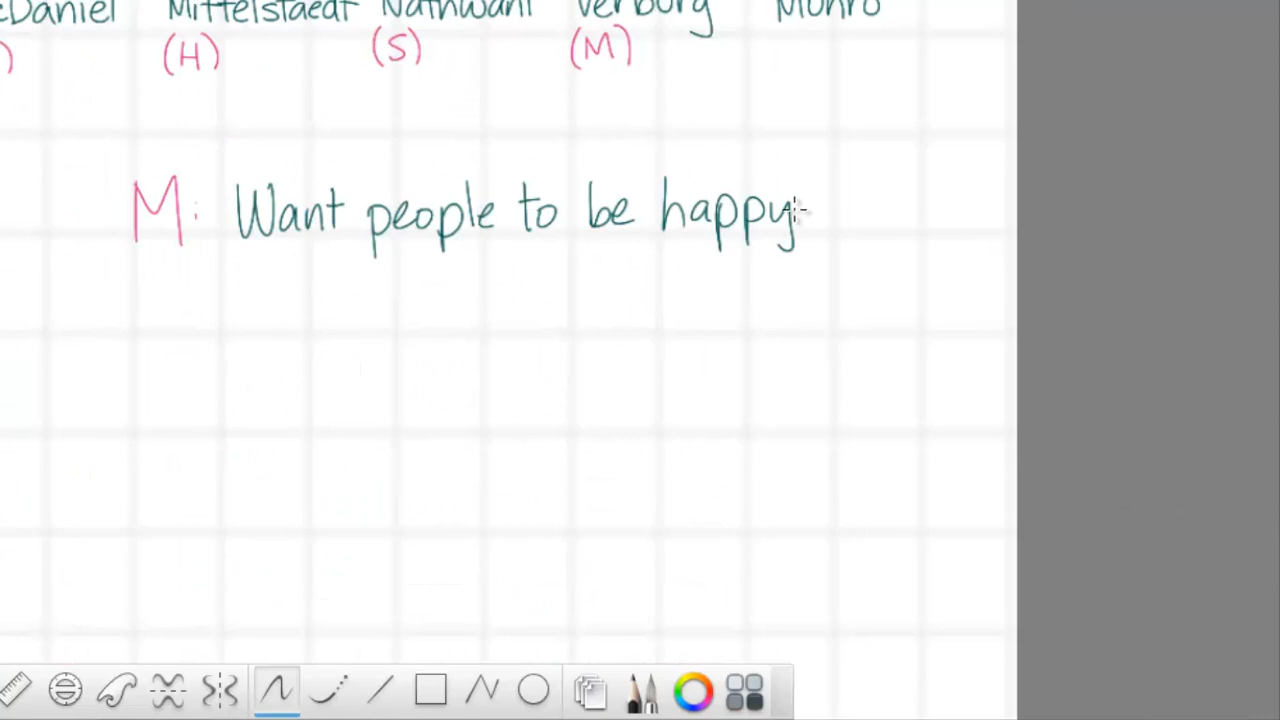 Daniel Mittelstaedt Nathwani Verburg Munro
) (H) (S) (M)
M: Want people to be happy